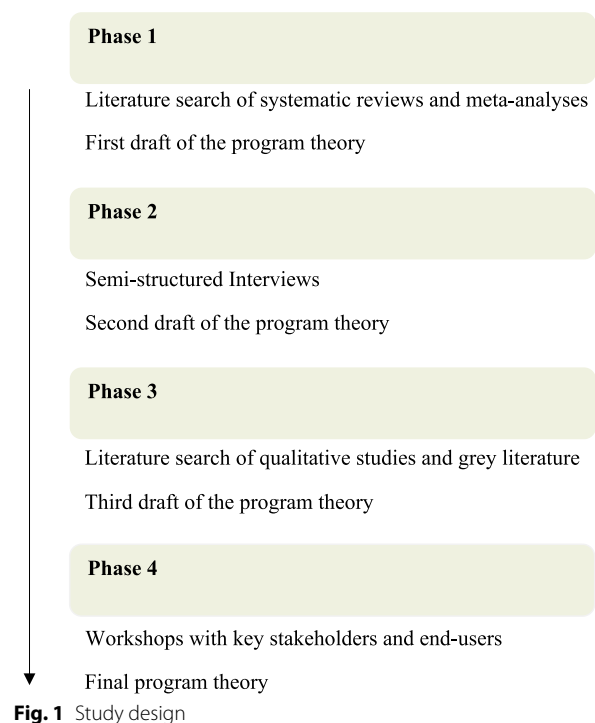 Phase 1
Literature search of systematic reviews and meta-analyses
First draft of the program theory
Phase 2
Semi-structured Interviews
Second draft of the program theory
Phase 3
Literature search of qualitative studies and grey literature
Third draft of the program theory
Phase 4
Workshops with key stakeholders and end-users
Final program theory
Fig. 1 Study design